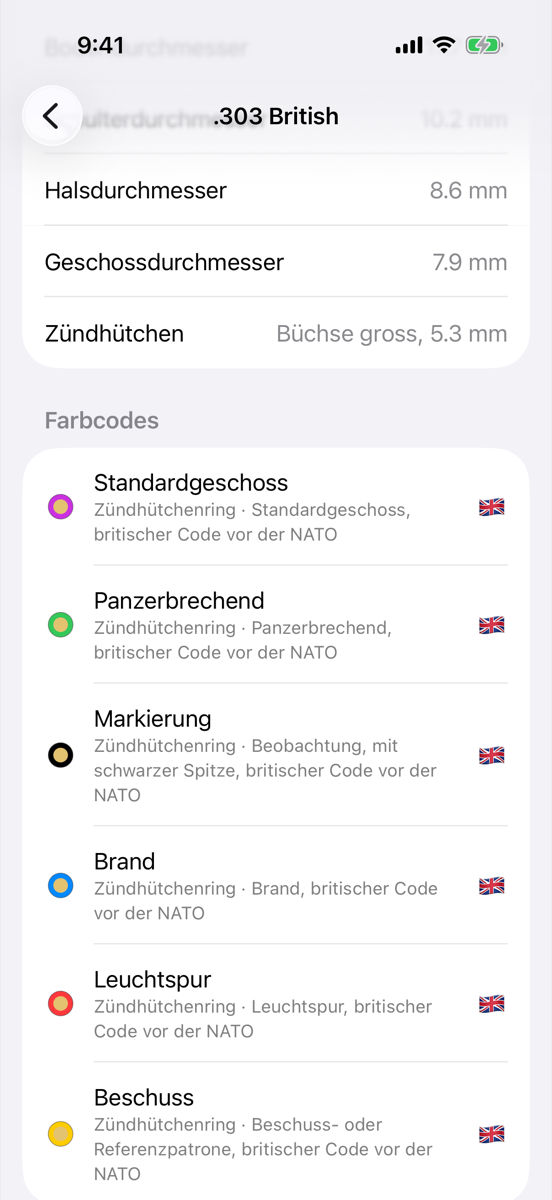 9:41
.303 British
10.2 mm
Halsdurchmesser 8.6 mm
Geschossdurchmesser 7.9 mm
Zündhütchen Büchse gross, 5.3 mm
Farbcodes
Standardgeschoss
Zündhütchenring · Standardgeschoss,
britischer Code vor der NATO
Panzerbrechend
Zündhütchenring · Panzerbrechend,
britischer Code vor der NATO
Markierung
Zündhütchenring · Beobachtung, mit
schwarzer Spitze, britischer Code vor der
NATO
Brand
Zündhütchenring · Brand, britischer Code
vor der NATO
Leuchtspur
Zündhütchenring · Leuchtspur, britischer
Code vor der NATO
Beschuss
Zündhütchenring · Beschuss- oder
Referenzpatrone, britischer Code vor der
NATO